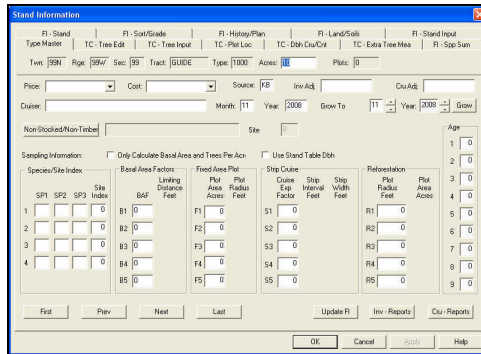 Stand Information
FI - Stand FI - Sort/Grade FI - History/Plan FI - Land/Soils FI - Stand Input
Type Master TC - Tree Edit TC - Tree Input TC - Plot Loc TC - Dbh Cru/Cnt TC - Extra Tree Mea FI - Spp Sum
Twn: 99N Rge: 99W Sec: 99 Tract: GUIDE Type: 1000 Acres: 10 Plots: 0
Price: Cost: Source: KB Inv Adj: Cru Adj:
Cruiser: Month: 11 Year: 2008 Grow To 11 Year: 2008 Grow
Non-Stocked/Non-Timber Site 0 Age
Sampling Information: Only Calculate Basal Area and Trees Per Acre Use Stand Table Dbh
Species/Site Index Basal Area Factors Fixed Area Plot Strip Cruise Reforestation
SP1 SP2 SP3 Site Index BAF Limiting Distance Feet Plot Area Acres Plot Radius Feet Cruise Exp Factor Strip Interval Feet Strip Width Feet Plot Radius Feet Plot Area Acres
1 0 B1 0 F1 0 S1 0 R1 0
2 0 B2 0 F2 0 S2 0 R2 0
3 0 B3 0 F3 0 S3 0 R3 0
4 0 B4 0 F4 0 S4 0 R4 0
B5 0 F5 0 S5 0 R5 0
1 0
2 0
3 0
4 0
5 0
6 0
7 0
8 0
9 0
First Prev Next Last Update FI Inv - Reports Cru - Reports
OK Cancel Apply Help